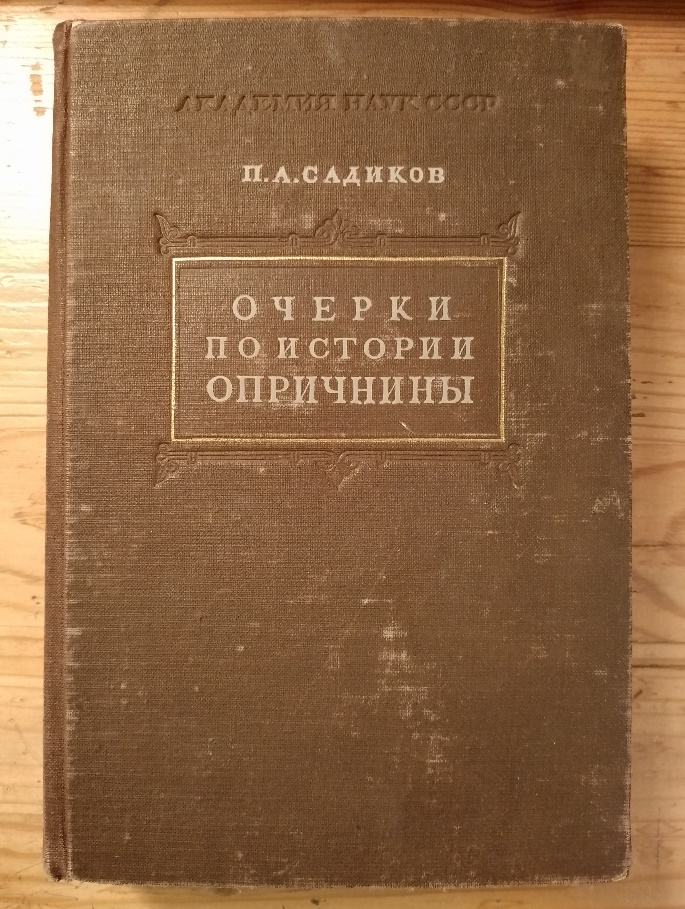 АКАДЕМИЯ НАУК СССР
П.А.САДИКОВ
ОЧЕРКИ
ПО ИСТОРИИ
ОПРИЧНИНЫ